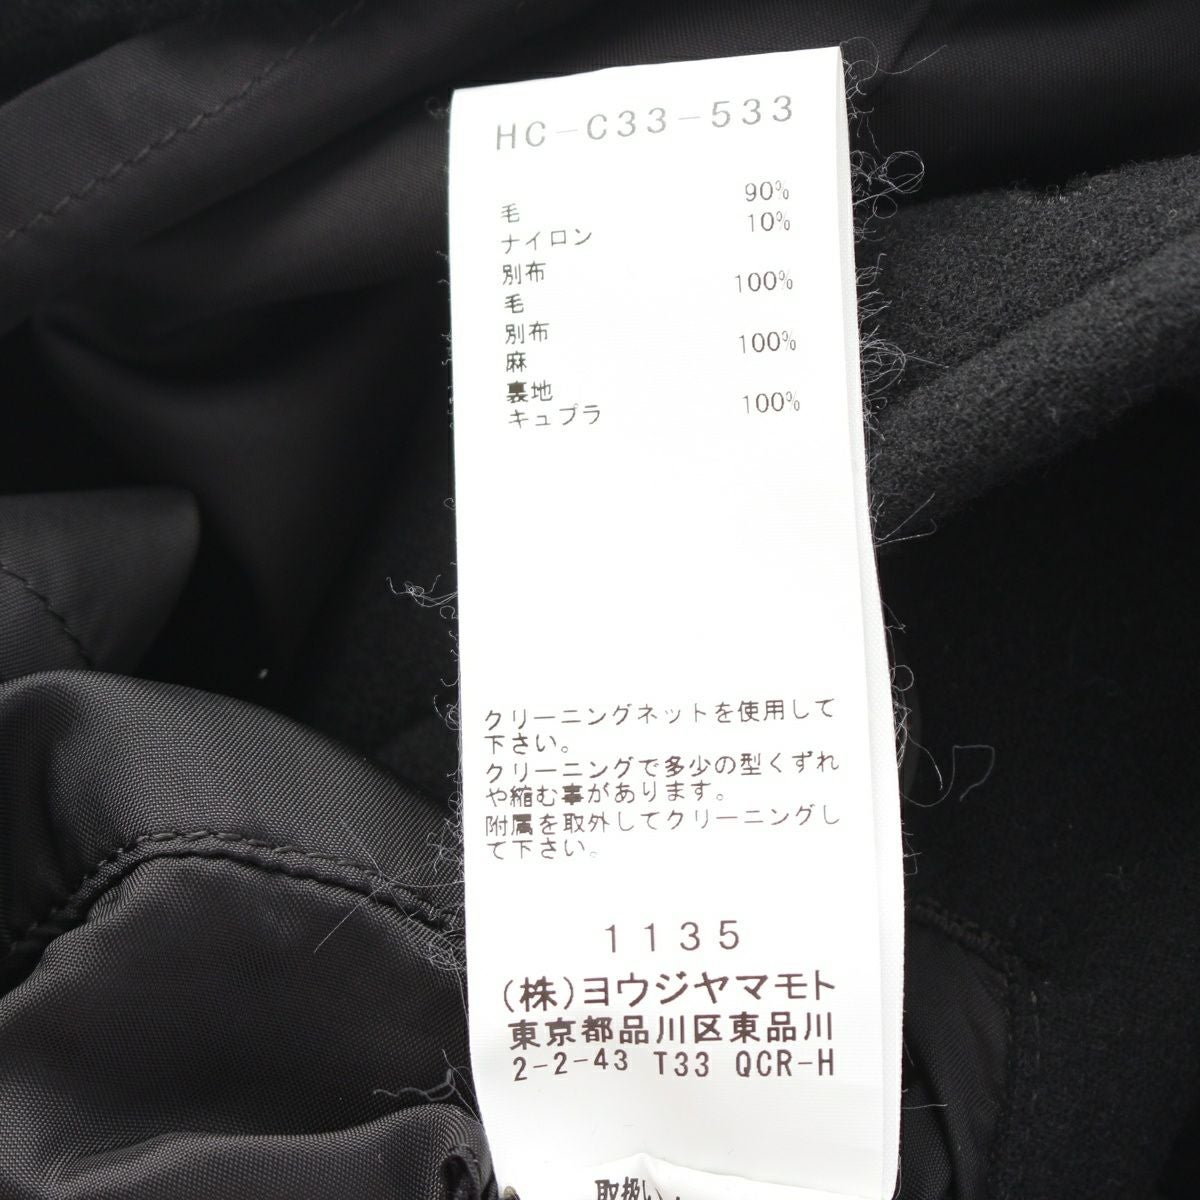 HC-C33-533
毛 90%
ナイロン 10%
別布
毛 100%
別布
麻 100%
裏地
キュプラ 100%
クリーニングネットを使用して
下さい。
クリーニングで多少の型くずれ
や縮む事があります。
附属を取外してクリーニングし
て下さい。
1135
(株)ヨウジヤマモト
東京都品川区東品川
2-2-43 T33 QCR-H
取扱い